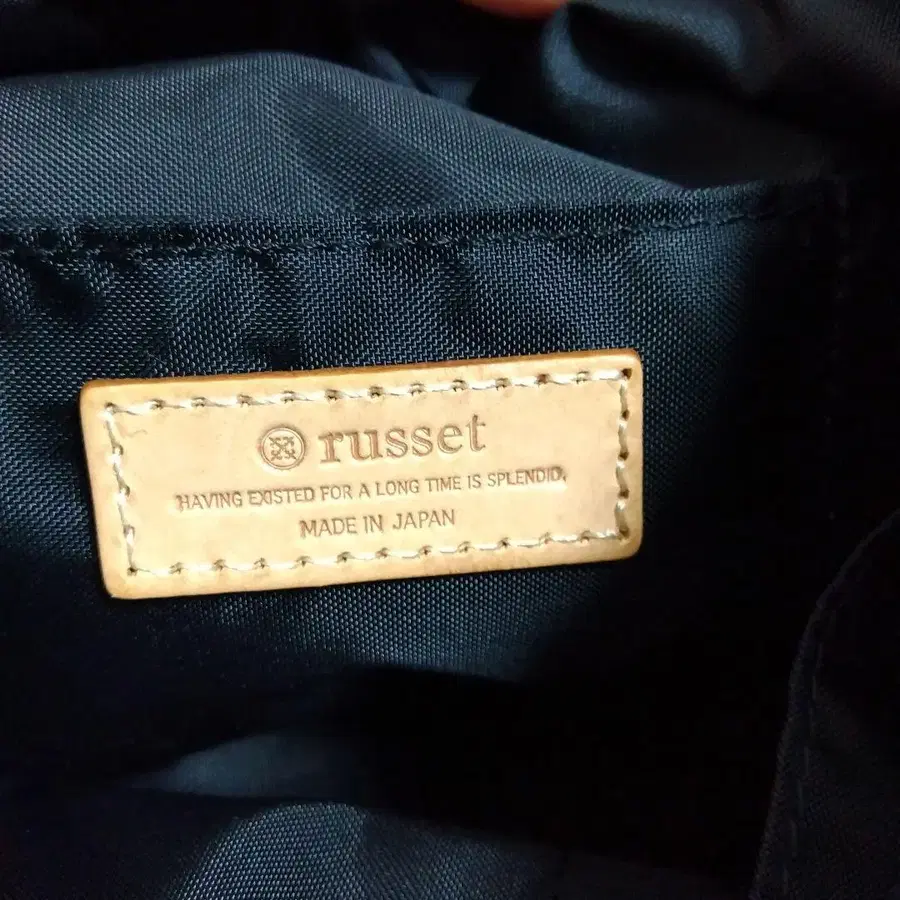 russet
HAVING EXISTED FOR A LONG TIME IS SPLENDID.
MADE IN JAPAN